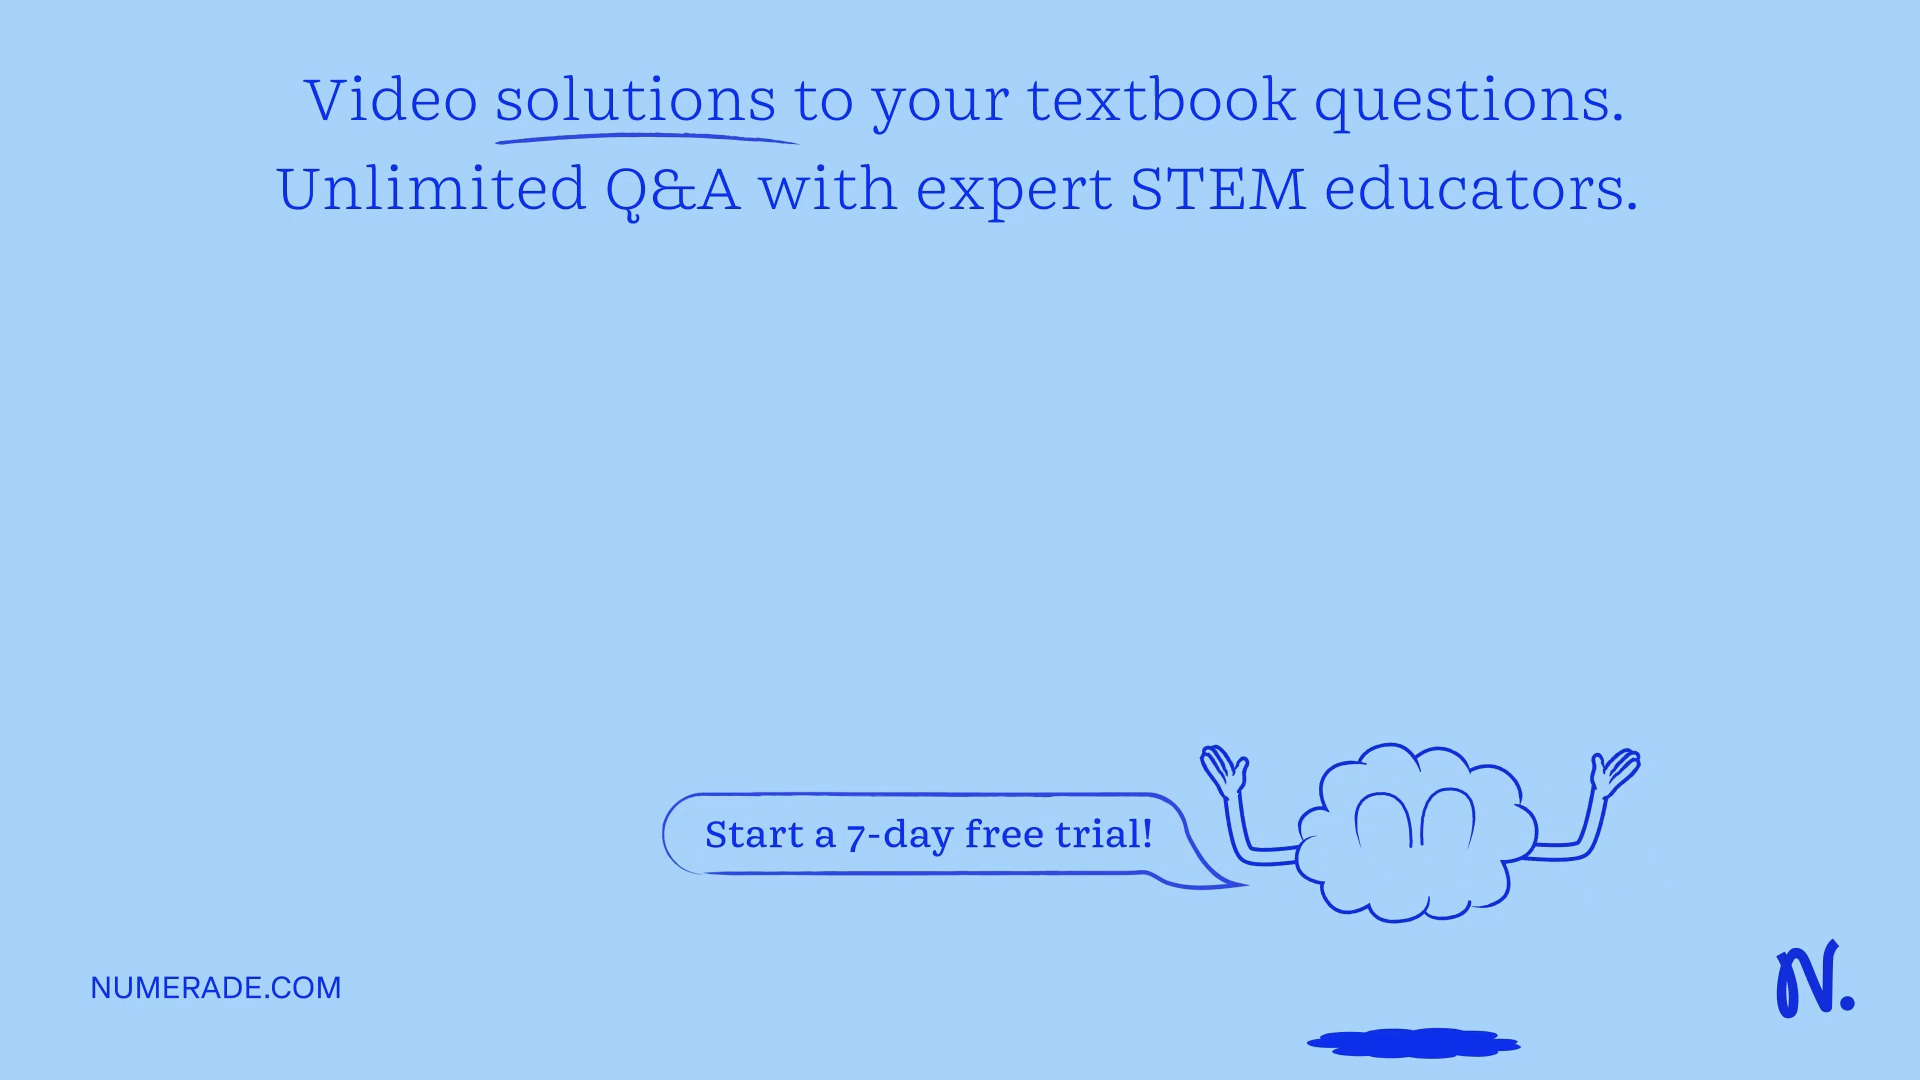 Video solutions to your textbook questions.
Unlimited Q&A with expert STEM educators.
Start a 7-day free trial!
NUMERADE.COM
N.